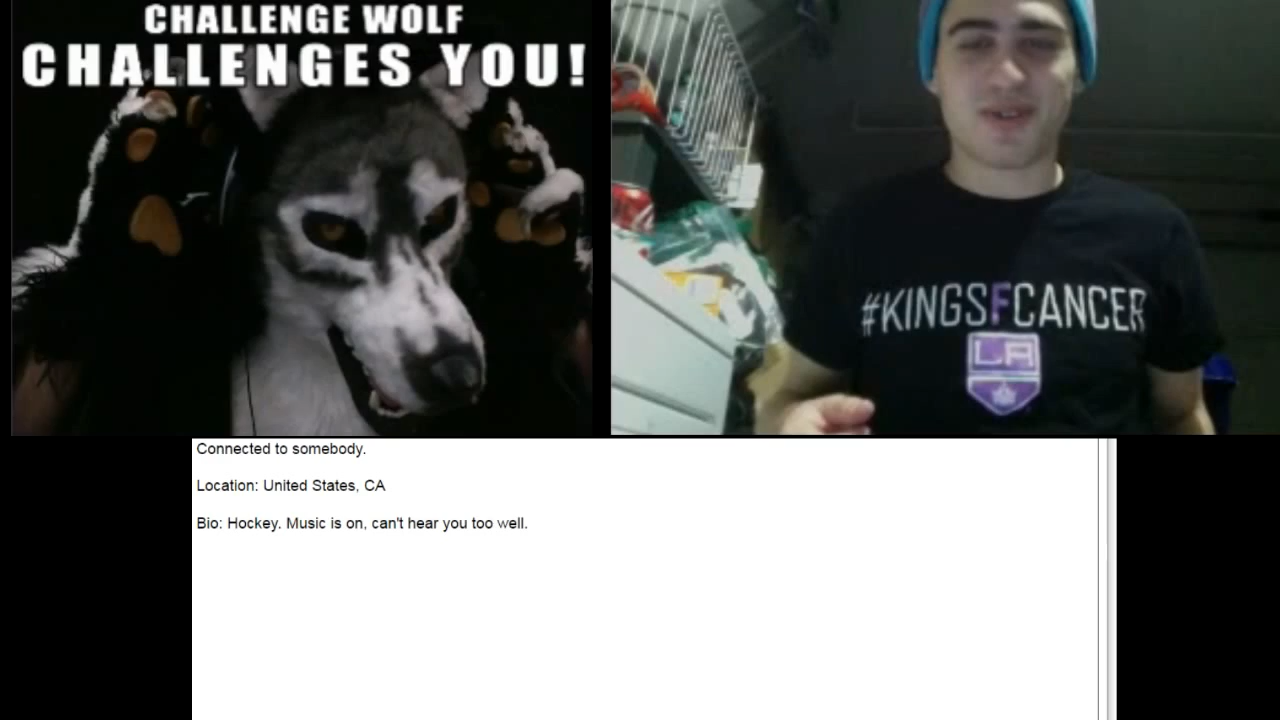 CHALLENGE WOLF
CHALLENGES YOU!
#KINGSFCANCER
LA
Connected to somebody.
Location: United States, CA
Bio: Hockey. Music is on, can't hear you too well.